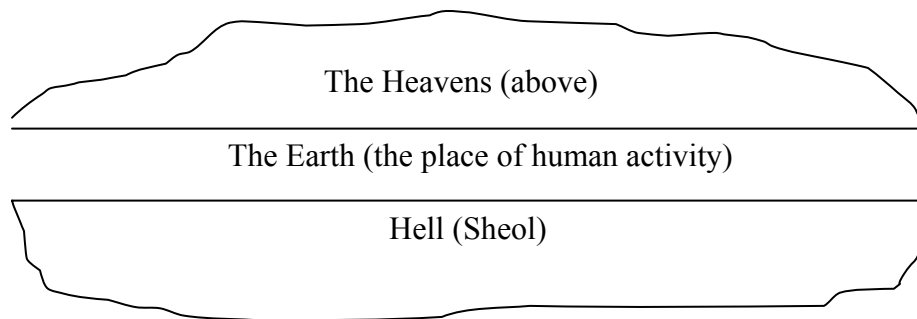 The Heavens (above)
The Earth (the place of human activity)
Hell (Sheol)